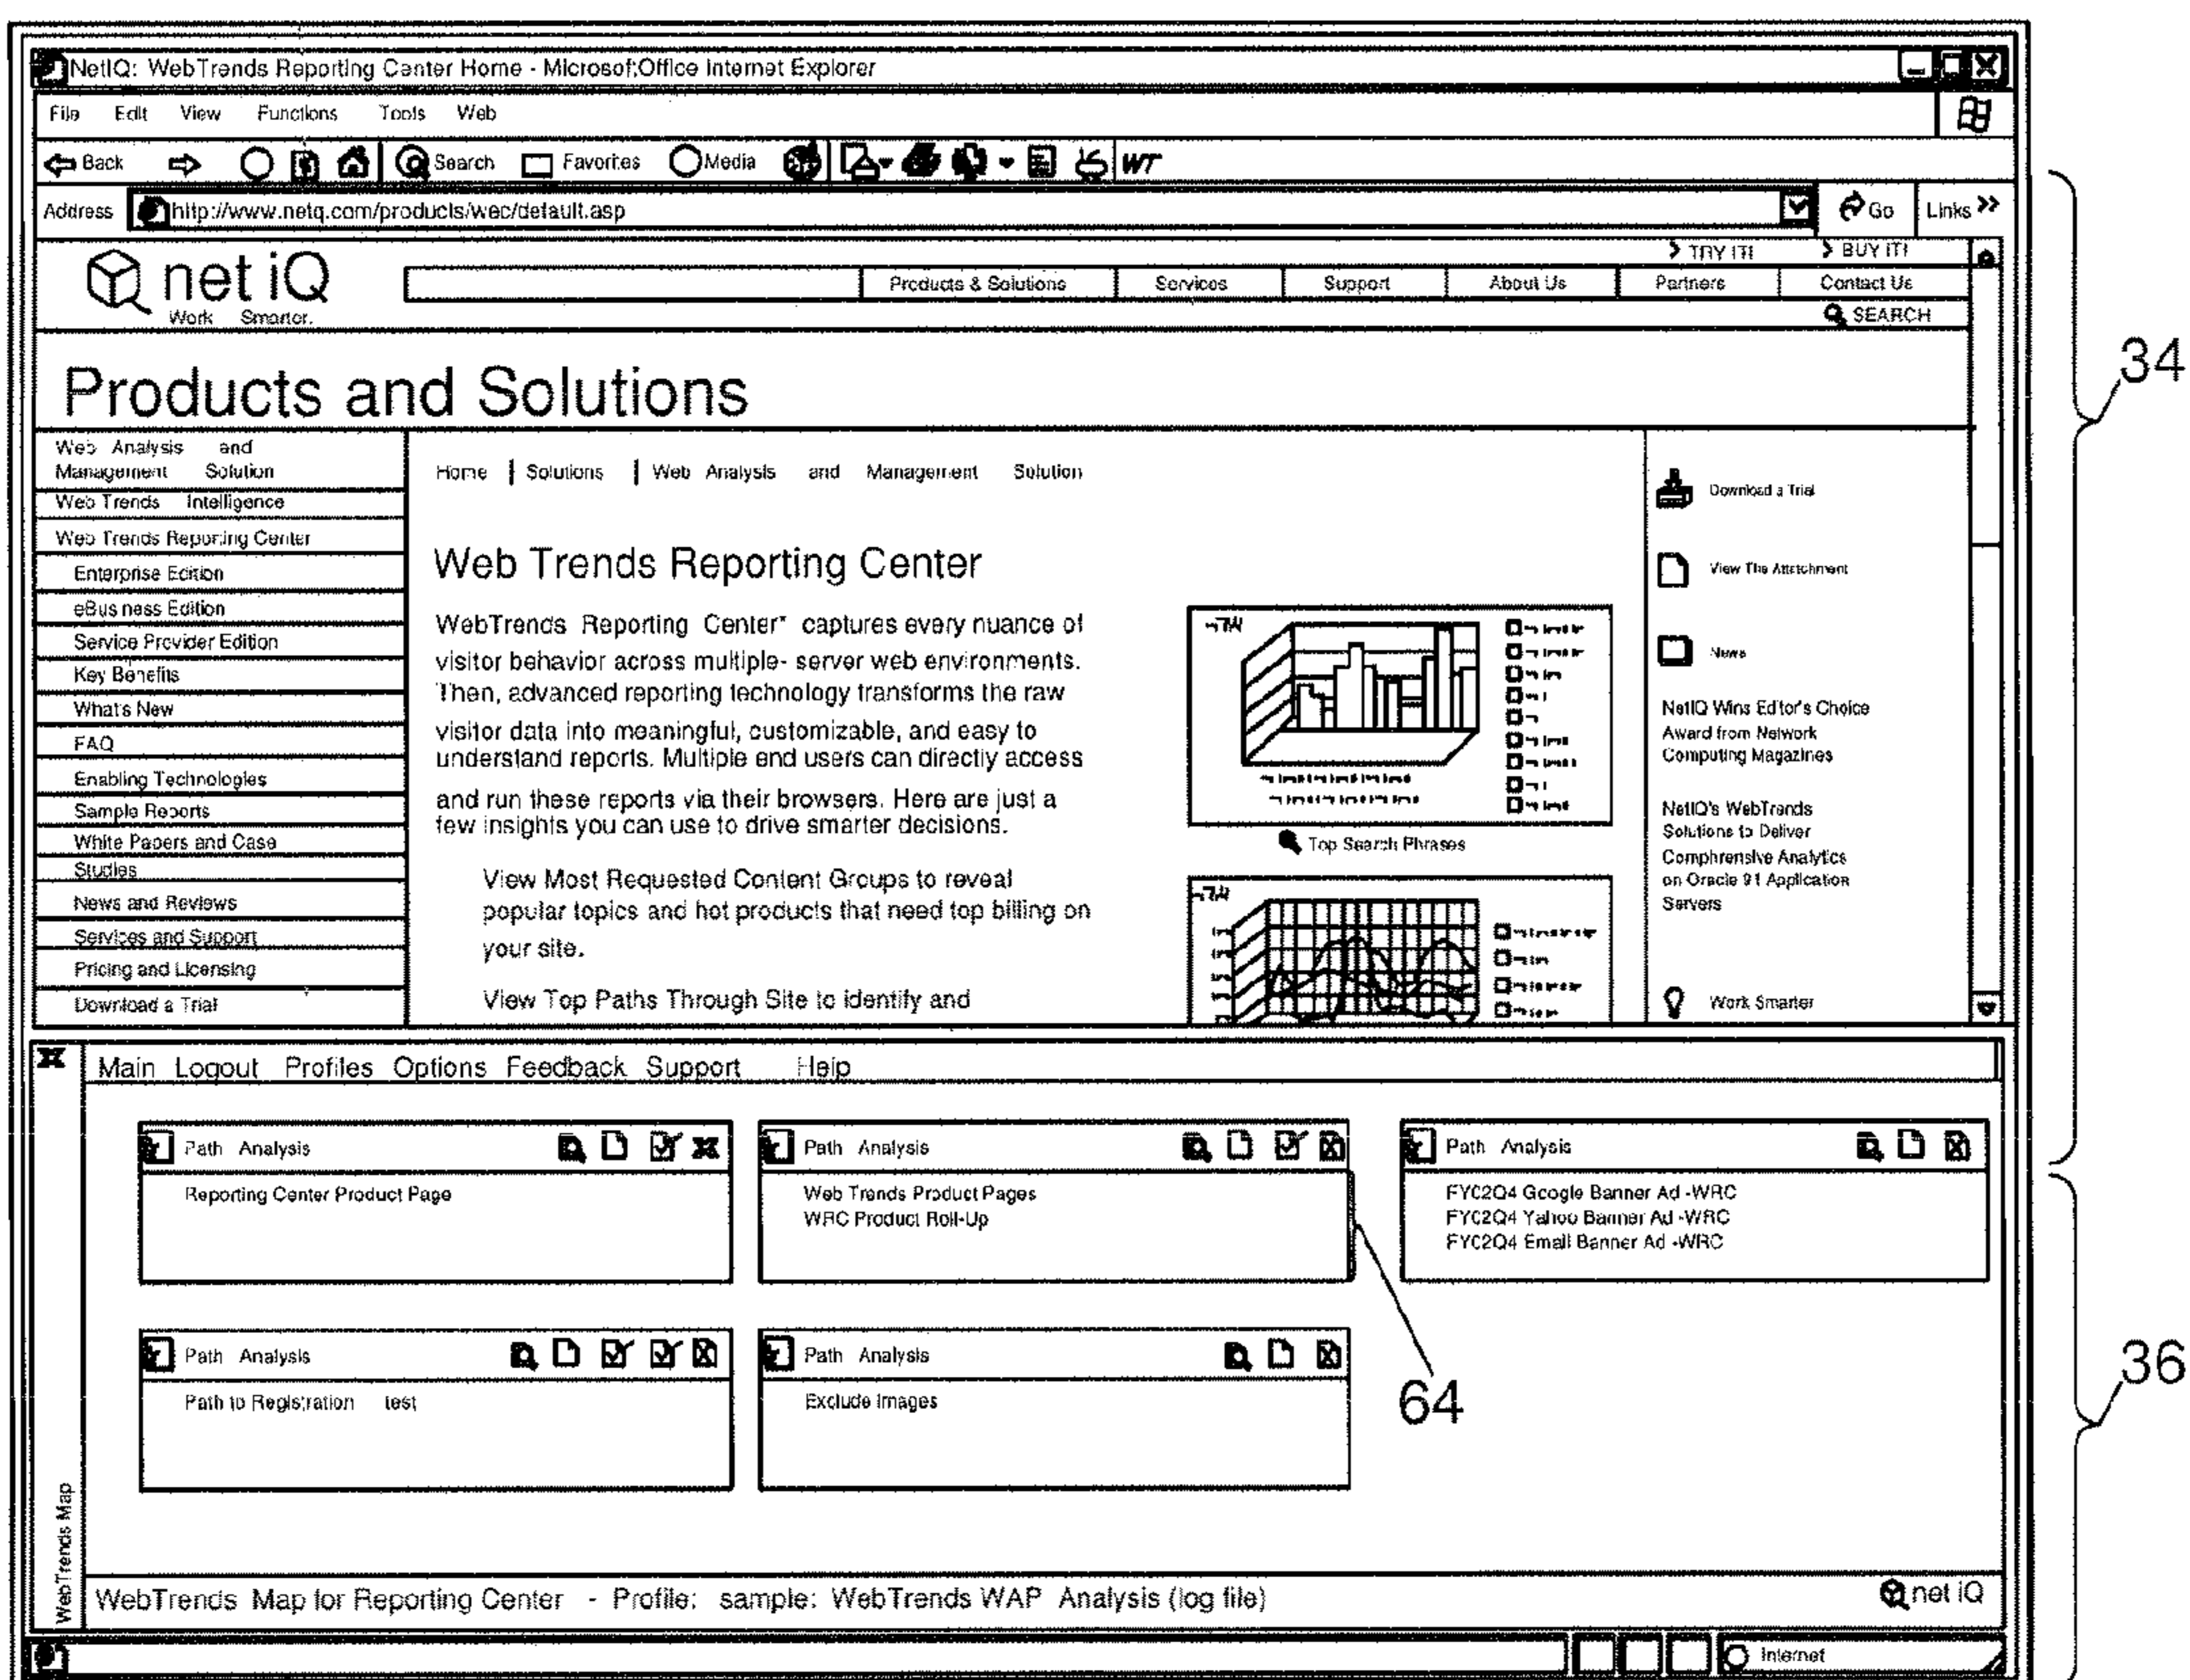 NetIQ: WebTrends Reporting Center Home - Microsof;Office Internet Explorer
File Edit View Functions Tools Web
Back Search Favorites Media WT
Address http://www.netq.com/products/wec/default.asp Go Links >>
> TRY IT! > BUY IT!
net iQ
Products & Solutions Services Support About Us Partners Contact Us
Work Smarter.
SEARCH
34
Products and Solutions
Web Analysis and
Management Solution
Web Trends Intelligence
Web Trends Reporting Center
Enterprise Edition
eBusiness Edition
Service Provider Edition
Key Benefits
What's New
FAQ
Enabling Technologies
Sample Reports
White Papers and Case
Studies
News and Reviews
Services and Support
Pricing and Licensing
Download a Trial
Home | Solutions | Web Analysis and Management Solution
Web Trends Reporting Center
WebTrends Reporting Center* captures every nuance of
visitor behavior across multiple- server web environments.
Then, advanced reporting technology transforms the raw
visitor data into meaningful, customizable, and easy to
understand reports. Multiple end users can directly access
and run these reports via their browsers. Here are just a
few insights you can use to drive smarter decisions.
View Most Requested Content Groups to reveal
popular topics and hot products that need top billing on
your site.
View Top Paths Through Site to identify and
Top Search Phrases
Download a Trial
View The Attatchment
News
NetIQ Wins Editor's Choice
Award from Network
Computing Magazines
NetIQ's WebTrends
Solutions to Deliver
Comphrensive Analytics
on Oracle 91 Application
Servers
Work Smarter
Main Logout Profiles Options Feedback Support Help
Path Analysis
Reporting Center Product Page
Path Analysis
Web Trends Product Pages
WRC Product Roll-Up
Path Analysis
FY02Q4 Google Banner Ad -WRC
FY02Q4 Yahoo Banner Ad -WRC
FY02Q4 Email Banner Ad -WRC
64
36
Path Analysis
Path to Registration test
Path Analysis
Exclude Images
WebTrends Map
WebTrends Map for Reporting Center - Profile: sample: WebTrends WAP Analysis (log file)
net iQ
Internet